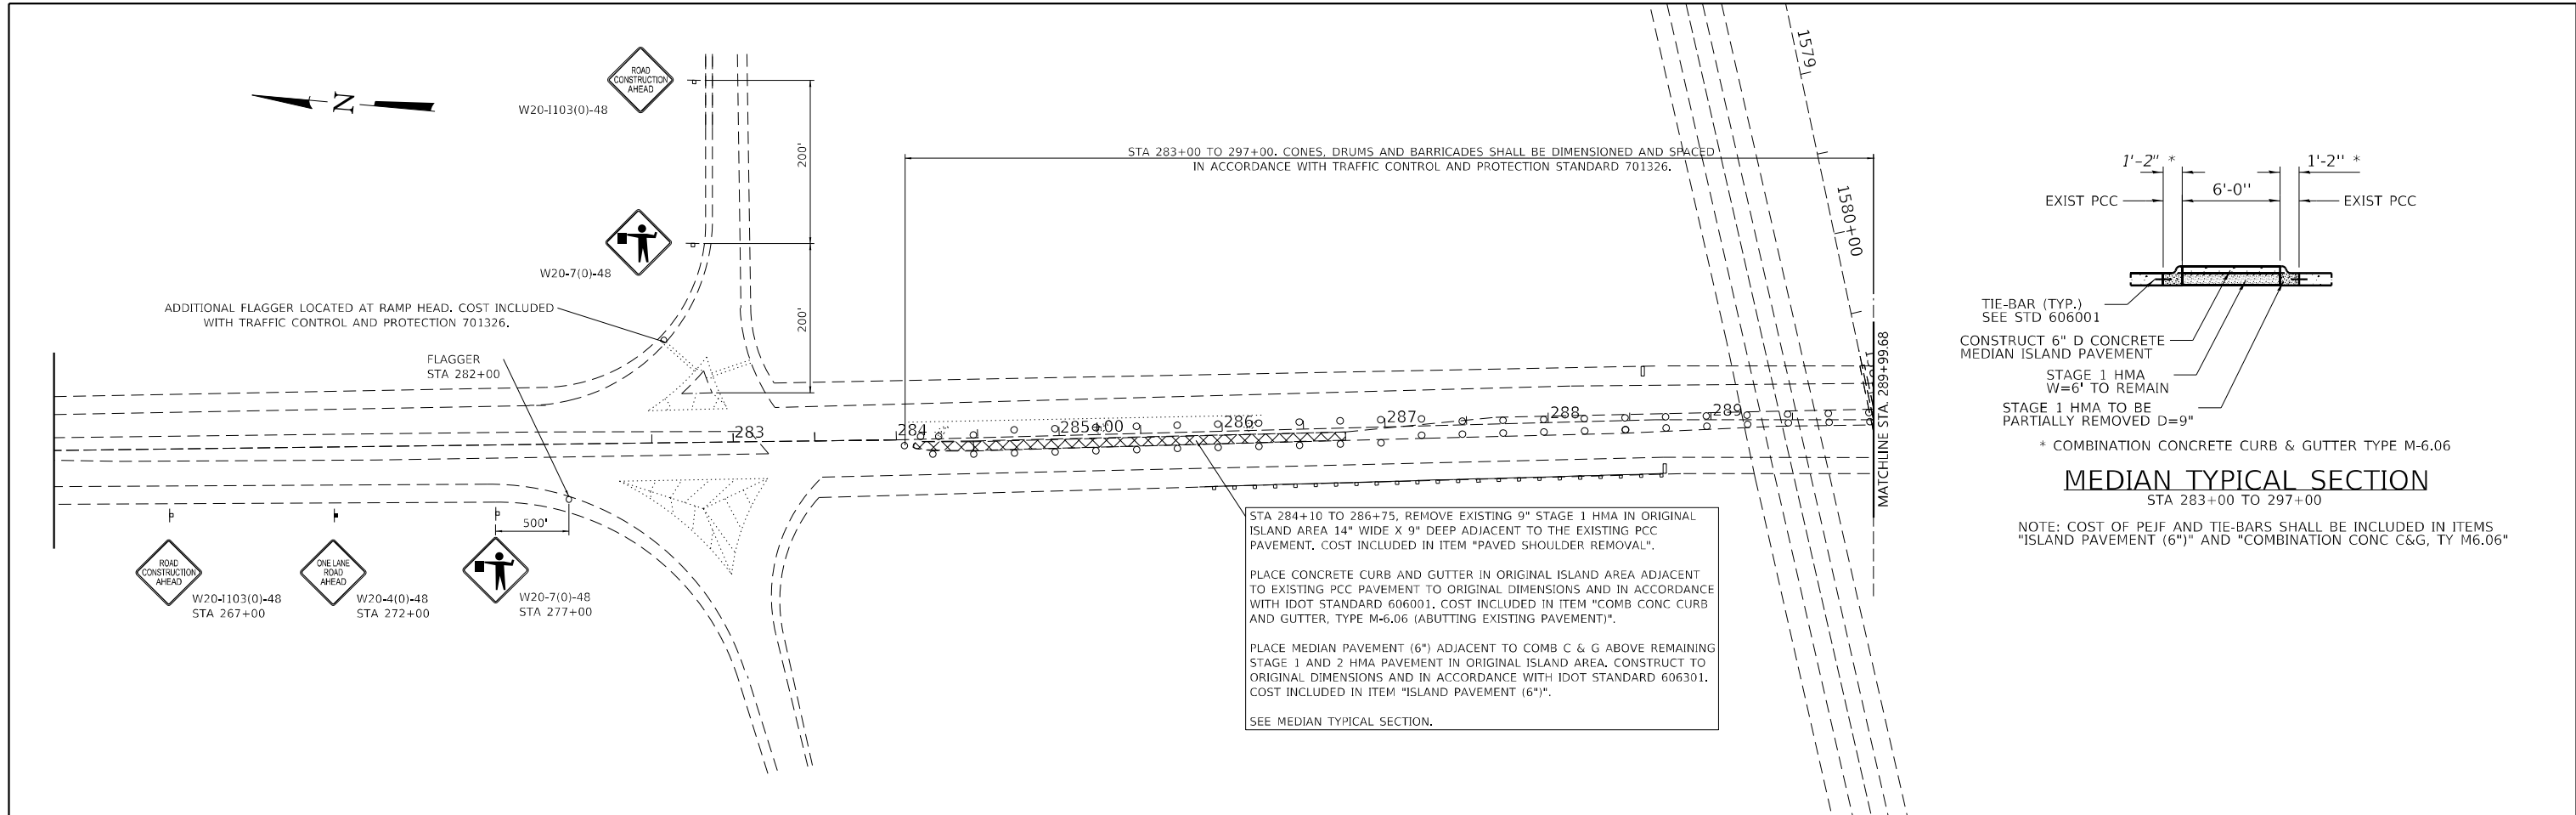 ROAD
CONSTRUCTION
AHEAD
W20-I103(0)-48
N
200'
W20-7(0)-48
200'
ADDITIONAL FLAGGER LOCATED AT RAMP HEAD. COST INCLUDED
WITH TRAFFIC CONTROL AND PROTECTION 701326.
FLAGGER
STA 282+00
STA 283+00 TO 297+00. CONES, DRUMS AND BARRICADES SHALL BE DIMENSIONED AND SPACED
IN ACCORDANCE WITH TRAFFIC CONTROL AND PROTECTION STANDARD 701326.
1579
1580+00
283
284
285+00
286
287
288
289
MATCHLINE STA. 289+99.68
500'
ROAD
CONSTRUCTION
AHEAD
W20-I103(0)-48
STA 267+00
ONE LANE
ROAD
AHEAD
W20-4(0)-48
STA 272+00
W20-7(0)-48
STA 277+00
STA 284+10 TO 286+75, REMOVE EXISTING 9" STAGE 1 HMA IN ORIGINAL
ISLAND AREA 14" WIDE X 9" DEEP ADJACENT TO THE EXISTING PCC
PAVEMENT. COST INCLUDED IN ITEM "PAVED SHOULDER REMOVAL".
PLACE CONCRETE CURB AND GUTTER IN ORIGINAL ISLAND AREA ADJACENT
TO EXISTING PCC PAVEMENT TO ORIGINAL DIMENSIONS AND IN ACCORDANCE
WITH IDOT STANDARD 606001. COST INCLUDED IN ITEM "COMB CONC CURB
AND GUTTER, TYPE M-6.06 (ABUTTING EXISTING PAVEMENT)".
PLACE MEDIAN PAVEMENT (6") ADJACENT TO COMB C & G ABOVE REMAINING
STAGE 1 AND 2 HMA PAVEMENT IN ORIGINAL ISLAND AREA. CONSTRUCT TO
ORIGINAL DIMENSIONS AND IN ACCORDANCE WITH IDOT STANDARD 606301.
COST INCLUDED IN ITEM "ISLAND PAVEMENT (6")".
SEE MEDIAN TYPICAL SECTION.
1'-2" *
1'-2" *
6'-0"
EXIST PCC
EXIST PCC
TIE-BAR (TYP.)
SEE STD 606001
CONSTRUCT 6" D CONCRETE
MEDIAN ISLAND PAVEMENT
STAGE 1 HMA
W=6' TO REMAIN
STAGE 1 HMA TO BE
PARTIALLY REMOVED D=9"
* COMBINATION CONCRETE CURB & GUTTER TYPE M-6.06
MEDIAN TYPICAL SECTION
STA 283+00 TO 297+00
NOTE: COST OF PEJF AND TIE-BARS SHALL BE INCLUDED IN ITEMS
"ISLAND PAVEMENT (6")" AND "COMBINATION CONC C&G, TY M6.06"